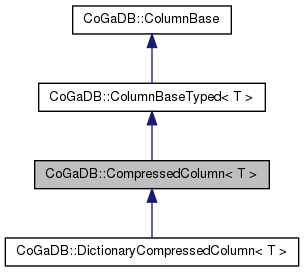 CoGaDB::ColumnBase
CoGaDB::ColumnBaseTyped< T >
CoGaDB::CompressedColumn< T >
CoGaDB::DictionaryCompressedColumn< T >